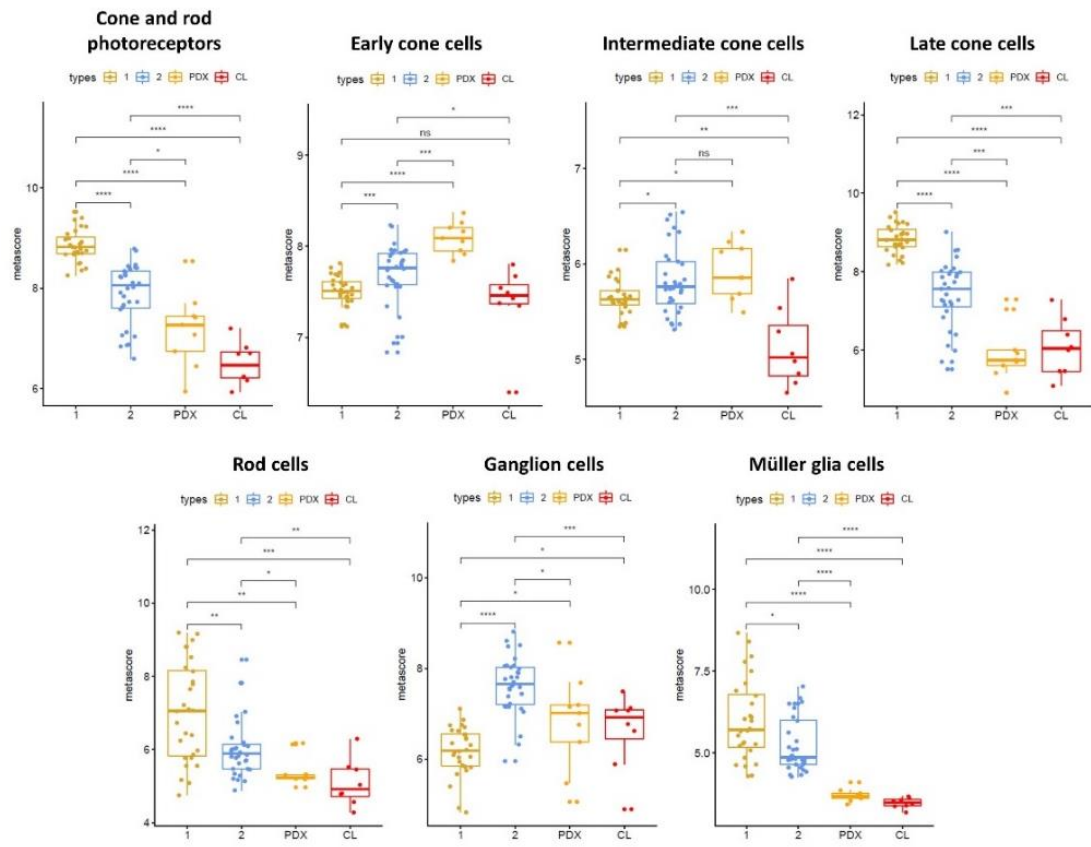 Cone and rod
photoreceptors
types 1 2 PDX CL
metascore
10
8
6
****
****
*
****
****
1 2 PDX CL
Early cone cells
types 1 2 PDX CL
metascore
9
8
7
*
ns
***
****
***
1 2 PDX CL
Intermediate cone cells
types 1 2 PDX CL
metascore
7
6
5
***
**
ns
*
*
1 2 PDX CL
Late cone cells
types 1 2 PDX CL
metascore
12
10
8
6
***
****
***
****
****
1 2 PDX CL
Rod cells
types 1 2 PDX CL
metascore
12
10
8
6
4
**
***
*
**
**
1 2 PDX CL
Ganglion cells
types 1 2 PDX CL
metascore
10
8
6
***
*
*
*
****
1 2 PDX CL
Müller glia cells
types 1 2 PDX CL
metascore
10.0
7.5
5.0
****
****
****
****
*
1 2 PDX CL